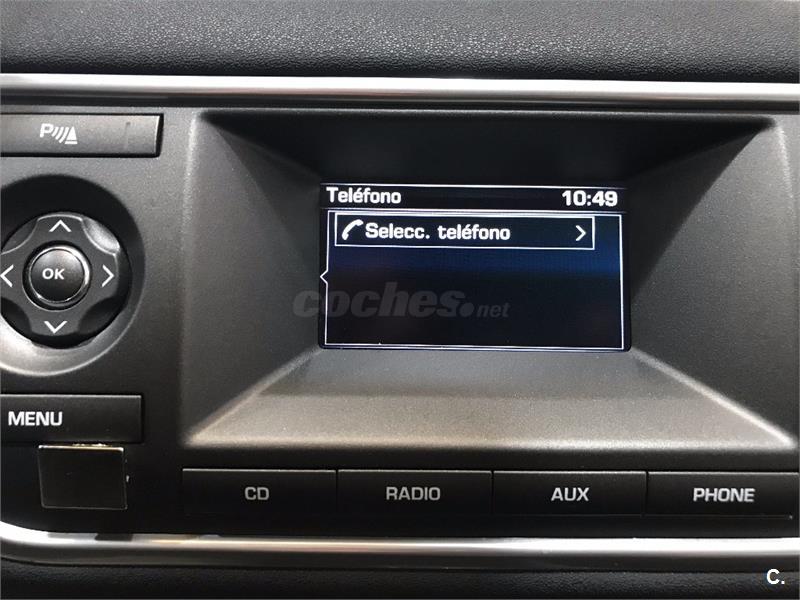 P
Teléfono 10:49
Selecc. teléfono
OK
coches.net
MENU
CD RADIO AUX PHONE
C.